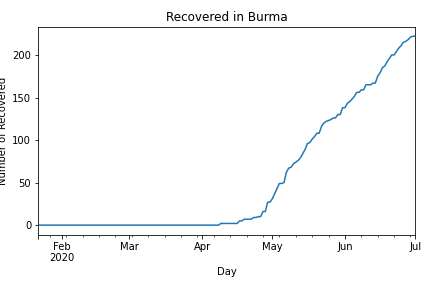 Recovered in Burma
Number of Recovered
200
150
100
50
0
Feb
2020
Mar
Apr
May
Jun
Jul
Day